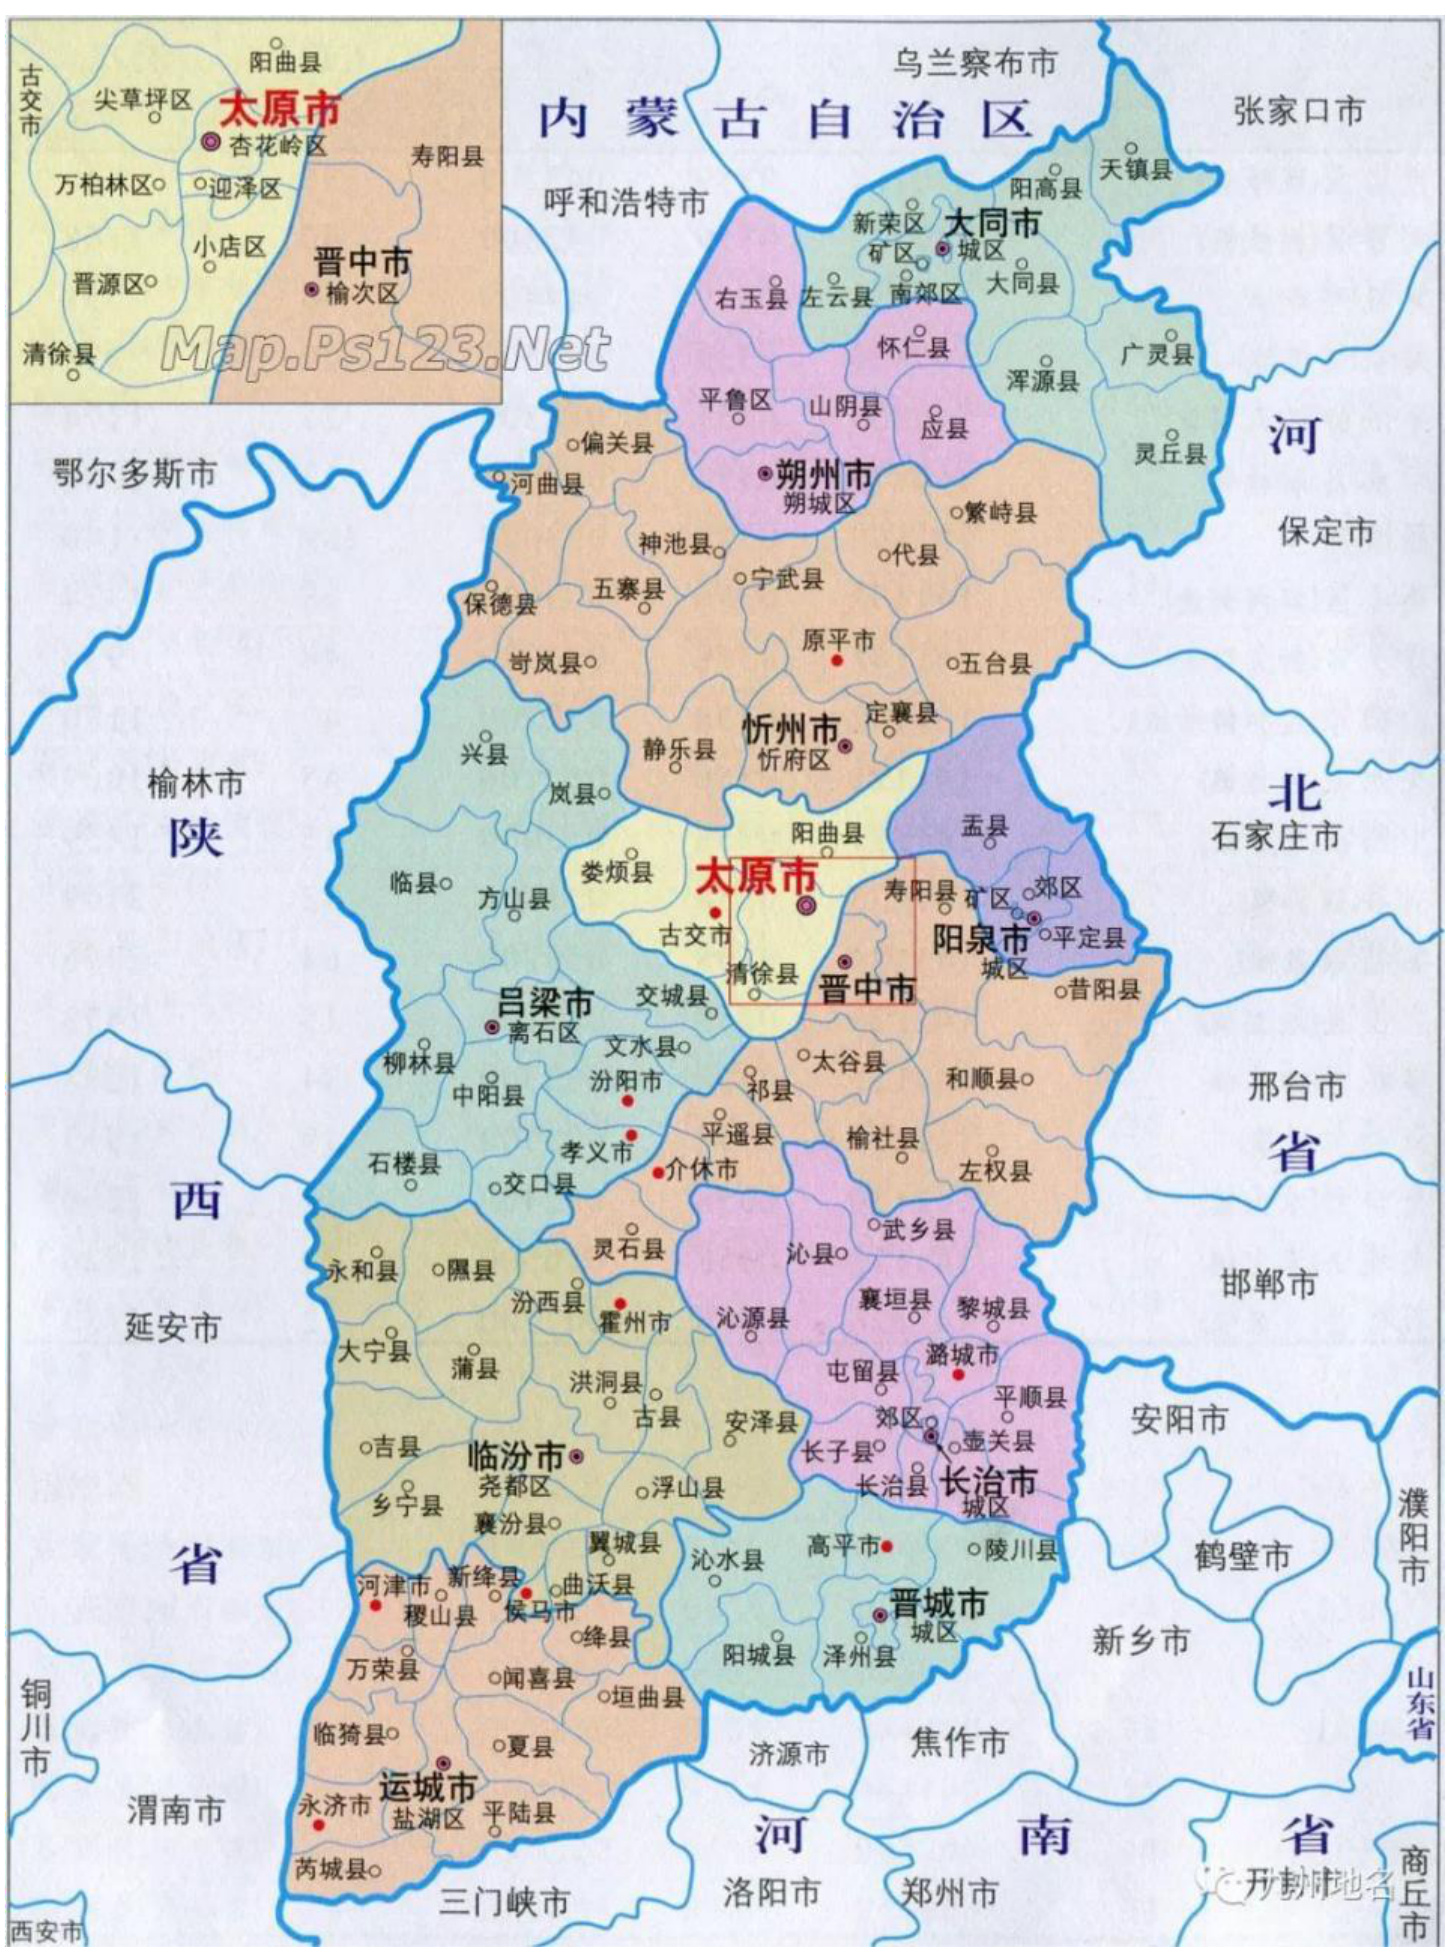 阳曲县
古交市
尖草坪区
太原市
杏花岭区
寿阳县
万柏林区
迎泽区
小店区
晋中市
晋源区
榆次区
清徐县
Map.Ps123.Net
乌兰察布市
内蒙古自治区
张家口市
呼和浩特市
天镇县
阳高县
新荣区
大同市
矿区
城区
右玉县
左云县
南郊区
大同县
怀仁县
广灵县
浑源县
平鲁区
山阴县
应县
河
偏关县
灵丘县
鄂尔多斯市
河曲县
朔州市
朔城区
繁峙县
保定市
神池县
代县
宁武县
五寨县
保德县
原平市
岢岚县
五台县
定襄县
忻州市
兴县
静乐县
忻府区
榆林市
岚县
北
陕
阳曲县
盂县
石家庄市
娄烦县
太原市
临县
方山县
寿阳县
矿区
郊区
古交市
阳泉市
平定县
清徐县
城区
晋中市
吕梁市
交城县
昔阳县
离石区
文水县
柳林县
太谷县
汾阳市
和顺县
邢台市
中阳县
祁县
平遥县
榆社县
孝义市
省
石楼县
介休市
左权县
交口县
西
武乡县
灵石县
沁县
永和县
隰县
邯郸市
汾西县
襄垣县
黎城县
霍州市
沁源县
延安市
大宁县
潞城市
蒲县
屯留县
洪洞县
平顺县
古县
郊区
安泽县
安阳市
吉县
临汾市
长子县
壶关县
尧都区
长治县
长治市
浮山县
乡宁县
城区
襄汾县
濮阳市
翼城县
高平市
陵川县
沁水县
鹤壁市
省
河津市
新绛县
曲沃县
稷山县
侯马市
晋城市
绛县
城区
新乡市
万荣县
阳城县
泽州县
闻喜县
垣曲县
铜川市
山东省
临猗县
夏县
济源市
焦作市
运城市
永济市
盐湖区
平陆县
渭南市
河南省
芮城县
三门峡市
洛阳市
郑州市
开封市
九州地名
商丘市
西安市